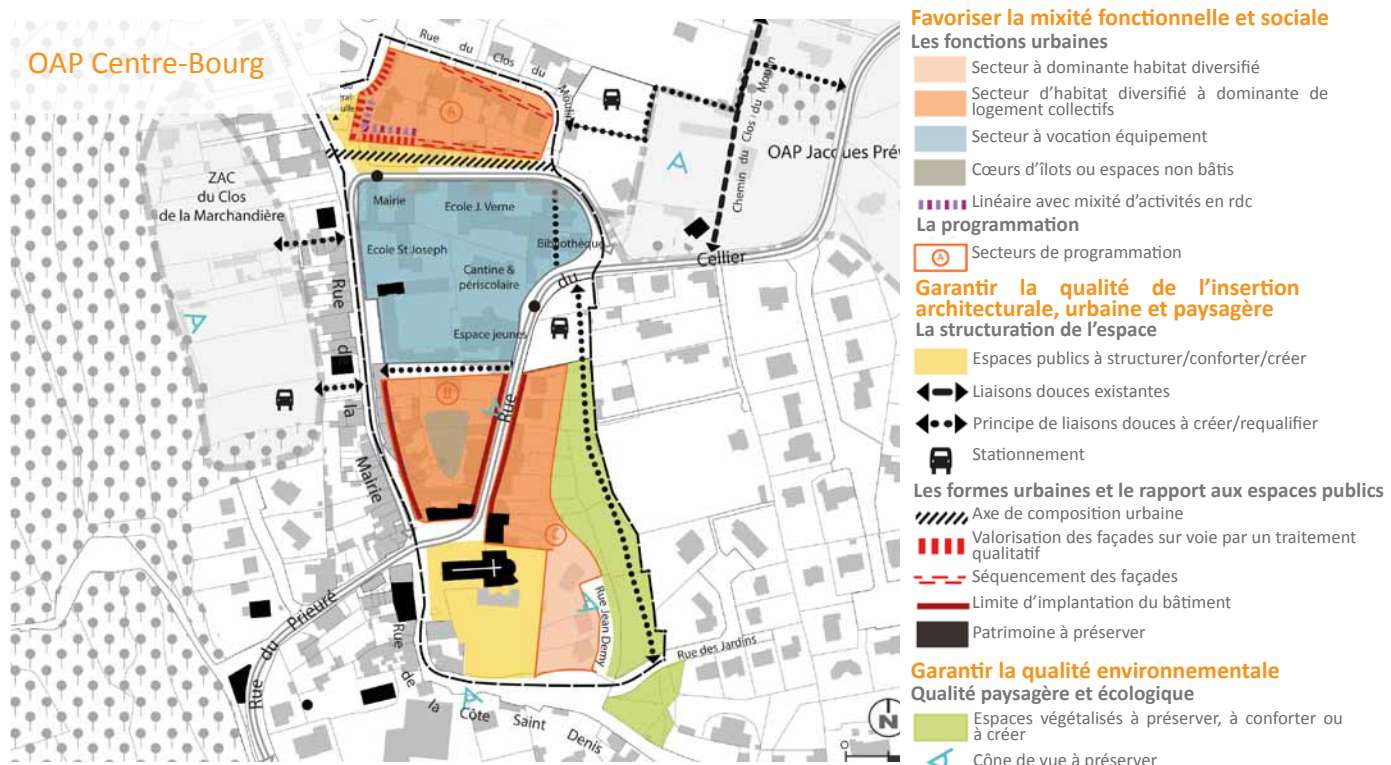 OAP Centre-Bourg
Rue du Clos du Moulin
Général
A
ZAC
du Clos
de la Marchandière
Mairie
Ecole J. Verne
Ecole St Joseph
Bibliothèque
Cantine &
périscolaire
Espace jeunes
OAP Jacques Prév
Chemin du Clos du Moulin
Rue du Cellier
Rue de la Mairie
B
C
Rue du Prieuré
Rue Jean Demy
Rue des Jardins
Rue de la Côte Saint Denis
N
0
Favoriser la mixité fonctionnelle et sociale
Les fonctions urbaines
Secteur à dominante habitat diversifié
Secteur d'habitat diversifié à dominante de
logement collectifs
Secteur à vocation équipement
Cœurs d'îlots ou espaces non bâtis
Linéaire avec mixité d'activités en rdc
La programmation
A
Secteurs de programmation
Garantir la qualité de l'insertion
architecturale, urbaine et paysagère
La structuration de l'espace
Espaces publics à structurer/conforter/créer
Liaisons douces existantes
Principe de liaisons douces à créer/requalifier
Stationnement
Les formes urbaines et le rapport aux espaces publics
Axe de composition urbaine
Valorisation des façades sur voie par un traitement
qualitatif
Séquencement des façades
Limite d'implantation du bâtiment
Patrimoine à préserver
Garantir la qualité environnementale
Qualité paysagère et écologique
Espaces végétalisés à préserver, à conforter ou
à créer
Cône de vue à préserver